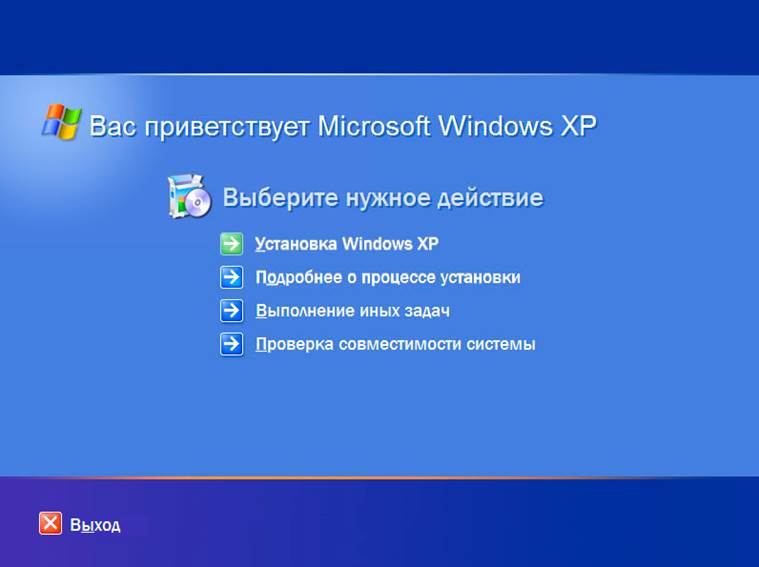 Вас приветствует Microsoft Windows XP
Выберите нужное действие
Установка Windows XP
Подробнее о процессе установки
Выполнение иных задач
Проверка совместимости системы
Выход